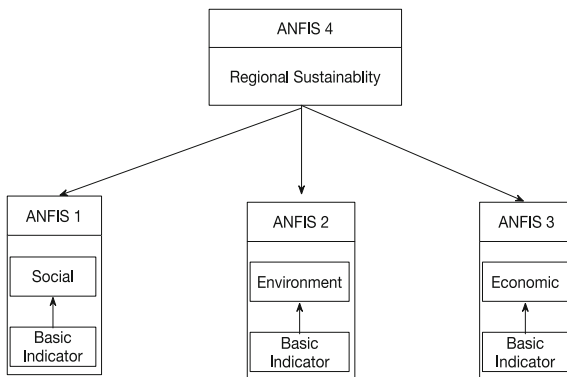 ANFIS 4
Regional Sustainablity
ANFIS 1
Social
Basic
Indicator
ANFIS 2
Environment
Basic
Indicator
ANFIS 3
Economic
Basic
Indicator